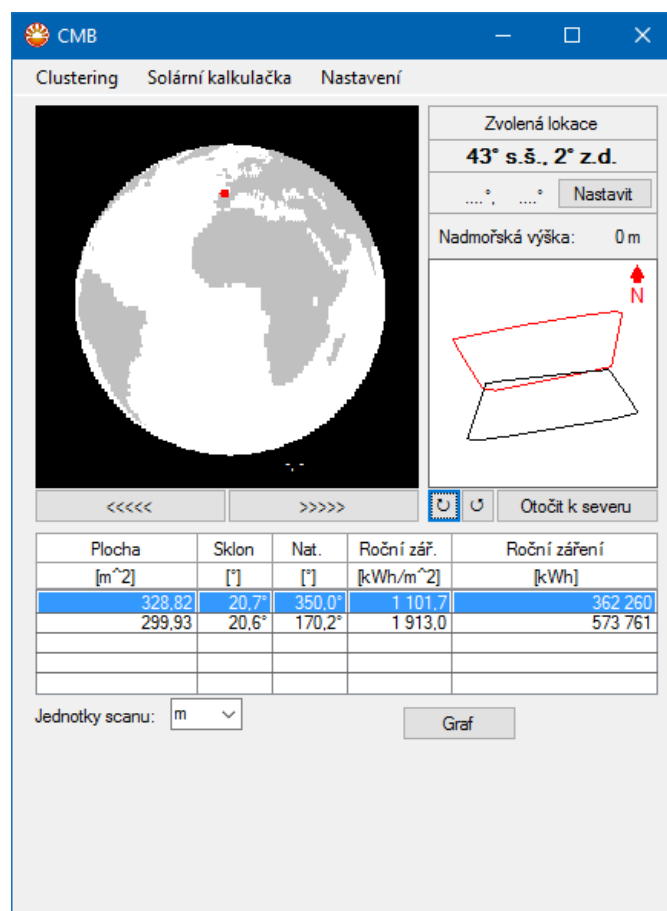 CMB
Clustering Solární kalkulačka Nastavení
Zvolená lokace
43° s.š., 2° z.d.
....°, ....° Nastavit
Nadmořská výška: 0 m
N
-, -
<<<<< >>>>> ↻ ↺ Otočit k severu
Plocha Sklon Nat. Roční zář. Roční záření
[m^2] [°] [°] [kWh/m^2] [kWh]
328,82 20,7° 350,0° 1 101,7 362 260
299,93 20,6° 170,2° 1 913,0 573 761
Jednotky scanu: m
Graf